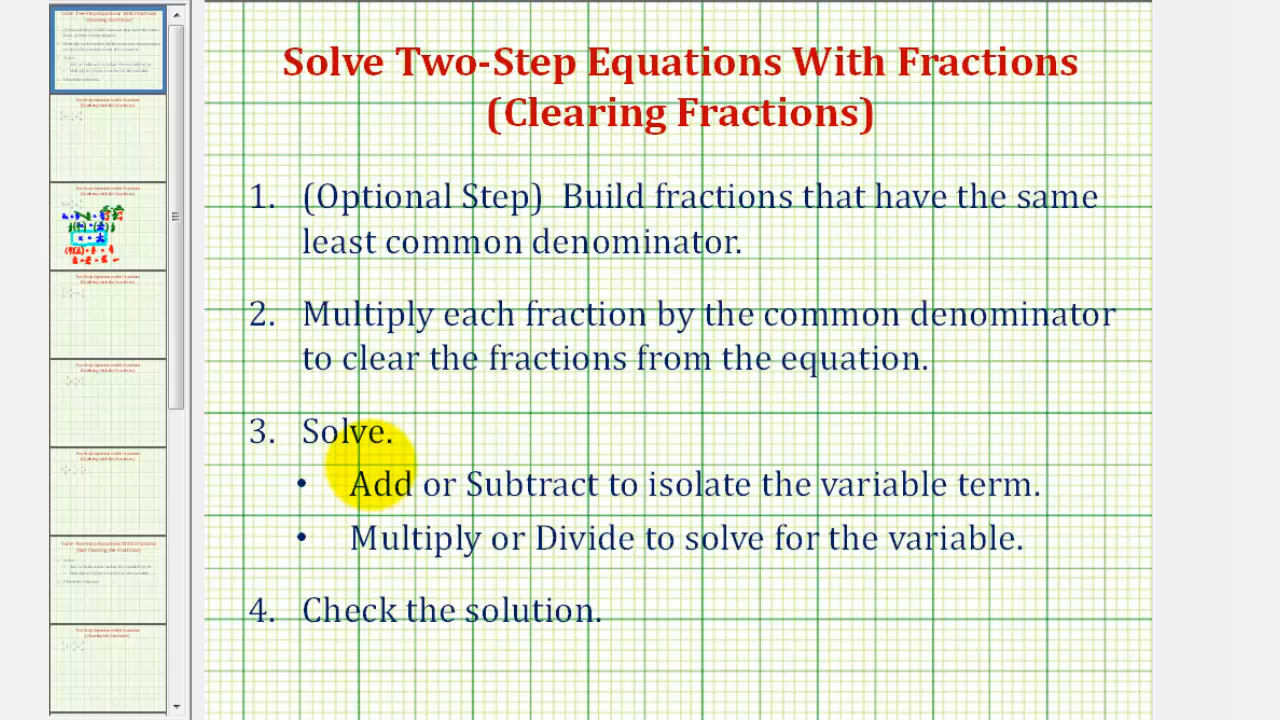 Solve Two-Step Equations With Fractions
(Clearing Fractions)
1. (Optional Step) Build fractions that have the same
least common denominator.
2. Multiply each fraction by the common denominator
to clear the fractions from the equation.
3. Solve.
• Add or Subtract to isolate the variable term.
• Multiply or Divide to solve for the variable.
4. Check the solution.